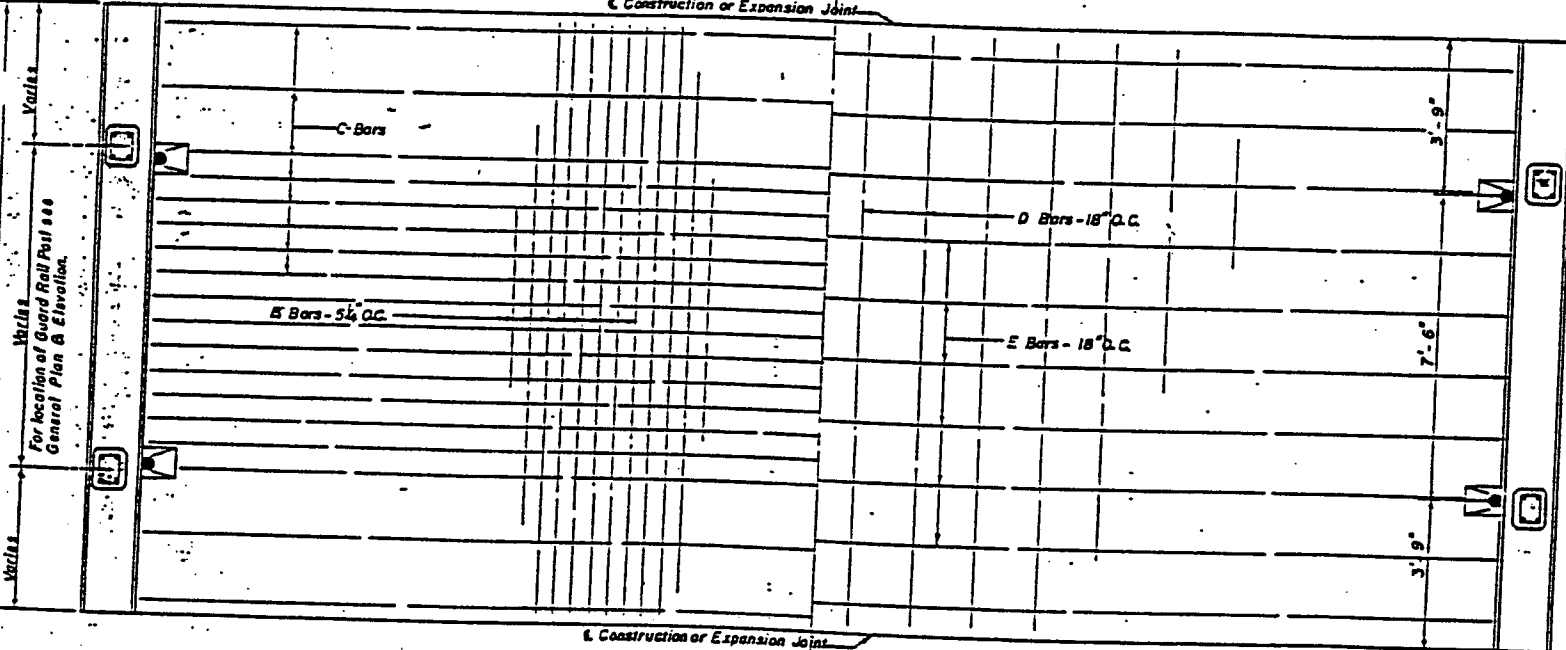 ℄ Construction or Expansion Joint
Varies
C-Bars
3'-9"
D Bars-18" O.C.
Varies
For location of Guard Rail Post see
General Plan & Elevation.
B Bars - 5¼" O.C.
E Bars - 18" O.C.
7'-6"
Varies
3'-9"
℄ Construction or Expansion Joint